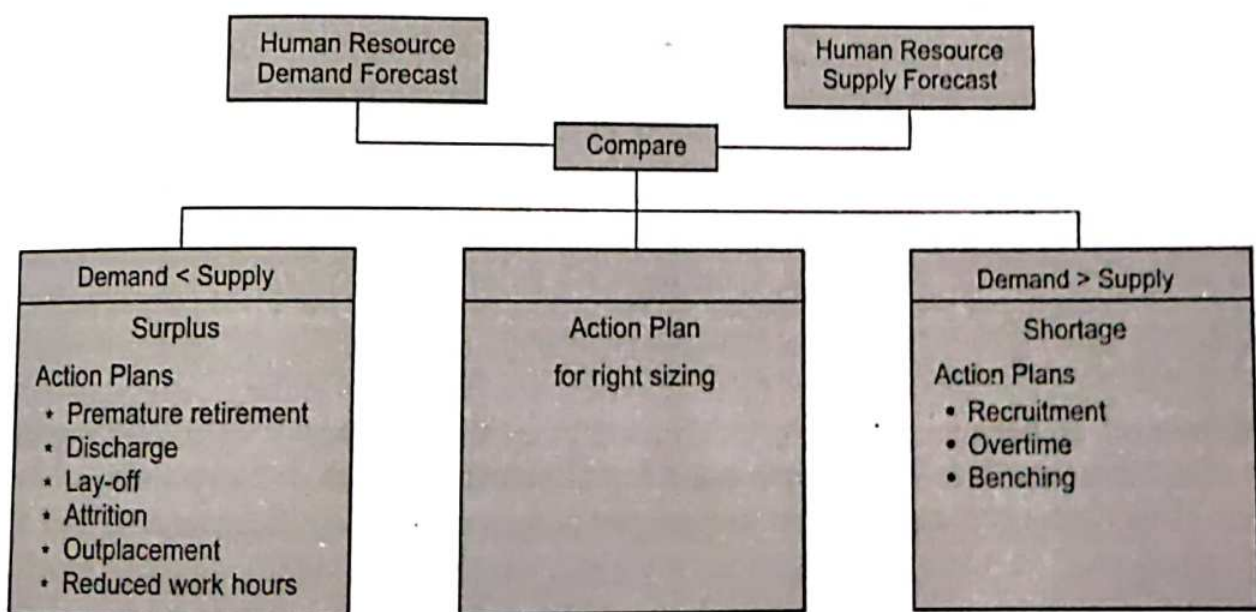 Human Resource
Demand Forecast
Human Resource
Supply Forecast
Compare
Demand < Supply
Surplus
Action Plans
* Premature retirement
* Discharge
* Lay-off
* Attrition
* Outplacement
* Reduced work hours
Action Plan
for right sizing
Demand > Supply
Shortage
Action Plans
• Recruitment
• Overtime
• Benching